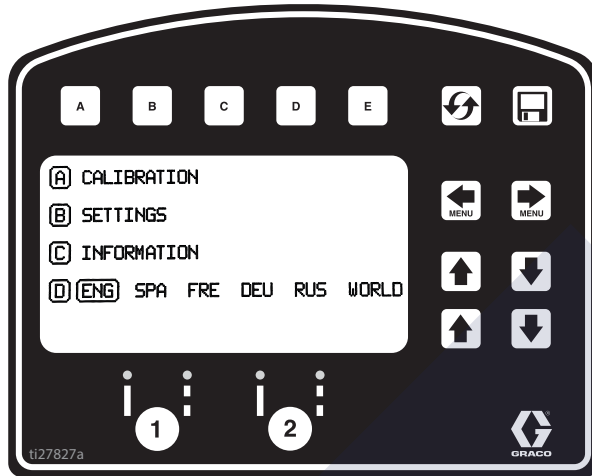 A B C D E
A CALIBRATION
MENU MENU
B SETTINGS
C INFORMATION
D ENG SPA FRE DEU RUS WORLD
1 2
ti27827a
GRACO